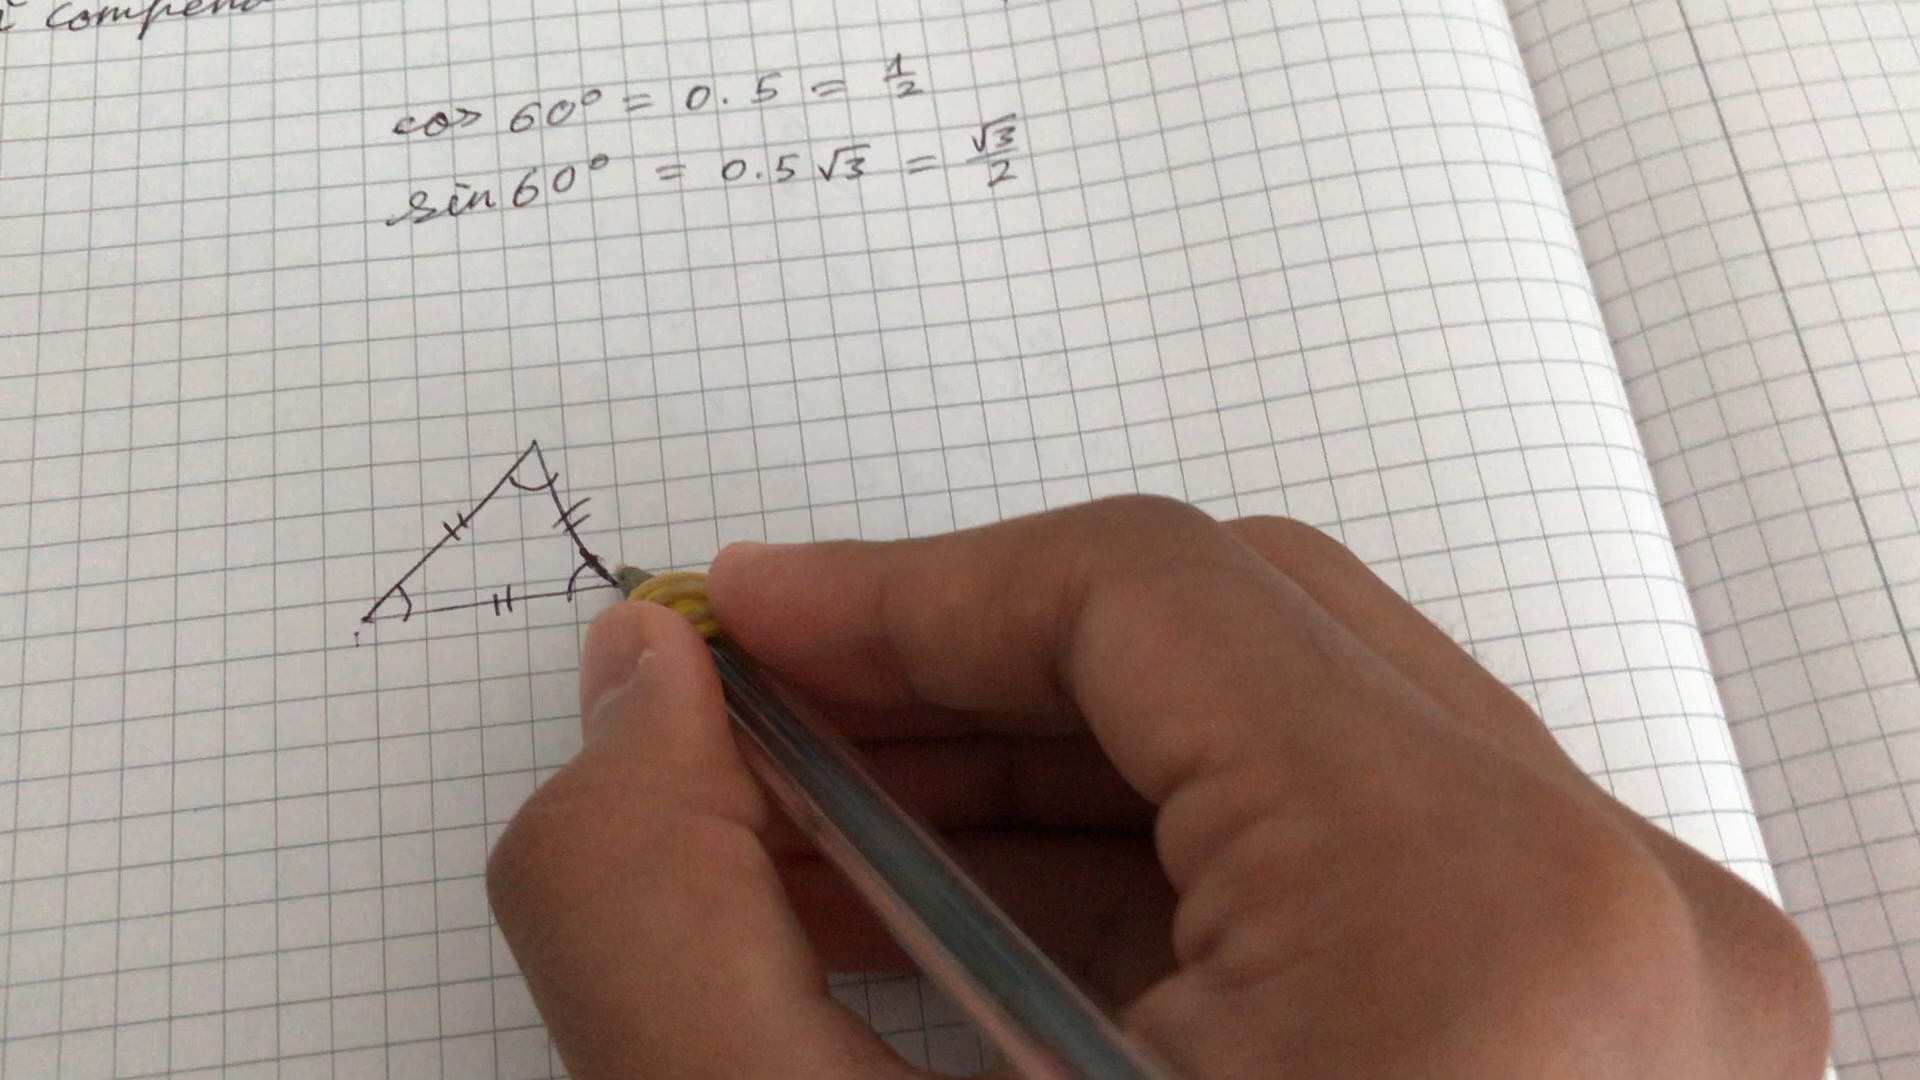 cos 60° = 0.5 = 1/2
sin 60° = 0.5 √3 = √3/2